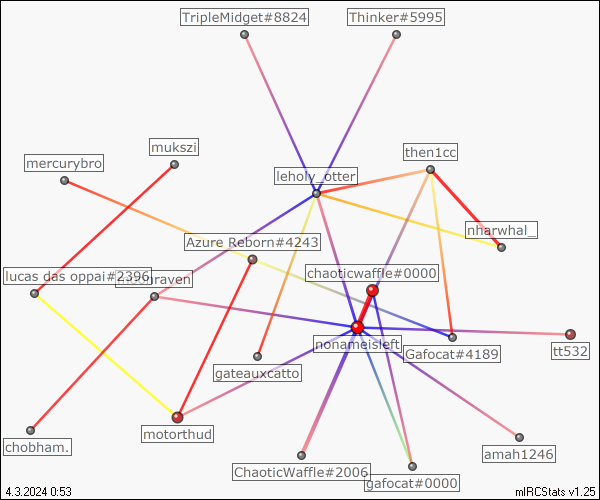 TripleMidget#8824
Thinker#5995
mukszi
then1cc
mercurybro
leholy_otter
nharwhal_
Azure Reborn#4243
chaoticwaffle#0000
lucas das oppai#2396
nonameisleft
Gafocat#4189
tt532
gateauxcatto
motorthud
chobham.
amah1246
ChaoticWaffle#2006
gafocat#0000
4.3.2024 0:53
mIRCStats v1.25